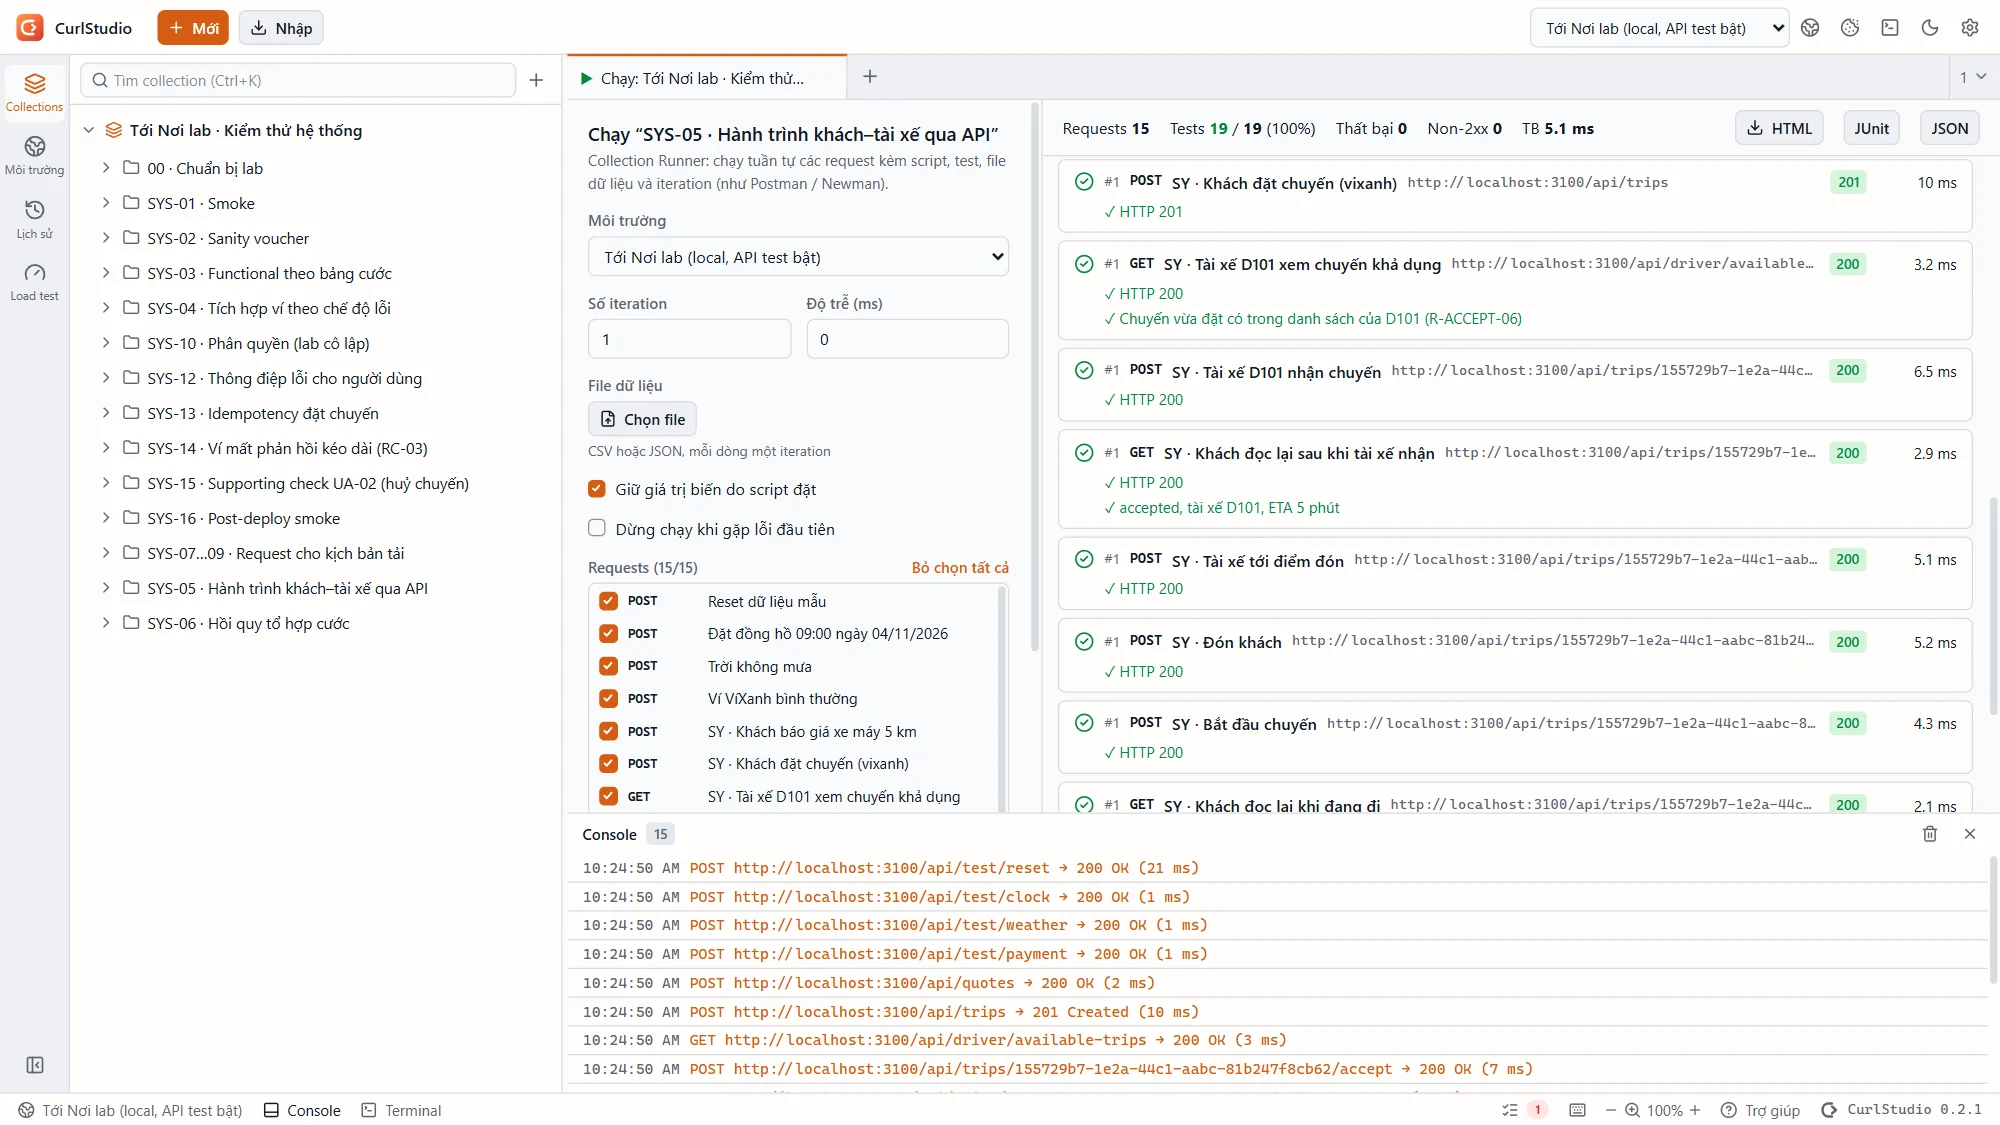 CurlStudio
Mới
Nhập
Tới Nơi lab (local, API test bật)
Collections
Môi trường
Lịch sử
Load test
Tìm collection (Ctrl+K)
Tới Nơi lab · Kiểm thử hệ thống
00 · Chuẩn bị lab
SYS-01 · Smoke
SYS-02 · Sanity voucher
SYS-03 · Functional theo bảng cước
SYS-04 · Tích hợp ví theo chế độ lỗi
SYS-10 · Phân quyền (lab cô lập)
SYS-12 · Thông điệp lỗi cho người dùng
SYS-13 · Idempotency đặt chuyến
SYS-14 · Ví mất phản hồi kéo dài (RC-03)
SYS-15 · Supporting check UA-02 (huỷ chuyến)
SYS-16 · Post-deploy smoke
SYS-07…09 · Request cho kịch bản tải
SYS-05 · Hành trình khách–tài xế qua API
SYS-06 · Hồi quy tổ hợp cước
Chạy: Tới Nơi lab · Kiểm thử...
1
Chạy “SYS-05 · Hành trình khách–tài xế qua API”
Collection Runner: chạy tuần tự các request kèm script, test, file
dữ liệu và iteration (như Postman / Newman).
Môi trường
Tới Nơi lab (local, API test bật)
Số iteration
Độ trễ (ms)
1
0
File dữ liệu
Chọn file
CSV hoặc JSON, mỗi dòng một iteration
Giữ giá trị biến do script đặt
Dừng chạy khi gặp lỗi đầu tiên
Requests (15/15)
Bỏ chọn tất cả
POST Reset dữ liệu mẫu
POST Đặt đồng hồ 09:00 ngày 04/11/2026
POST Trời không mưa
POST Ví ViXanh bình thường
POST SY · Khách báo giá xe máy 5 km
POST SY · Khách đặt chuyến (vixanh)
GET SY · Tài xế D101 xem chuyến khả dụng
Requests 15 Tests 19 / 19 (100%) Thất bại 0 Non-2xx 0 TB 5.1 ms
HTML
JUnit
JSON
#1 POST SY · Khách đặt chuyến (vixanh) http://localhost:3100/api/trips 201 10 ms
✓ HTTP 201
#1 GET SY · Tài xế D101 xem chuyến khả dụng http://localhost:3100/api/driver/available… 200 3.2 ms
✓ HTTP 200
✓ Chuyến vừa đặt có trong danh sách của D101 (R-ACCEPT-06)
#1 POST SY · Tài xế D101 nhận chuyến http://localhost:3100/api/trips/155729b7-1e2a-44c… 200 6.5 ms
✓ HTTP 200
#1 GET SY · Khách đọc lại sau khi tài xế nhận http://localhost:3100/api/trips/155729b7-1e… 200 2.9 ms
✓ HTTP 200
✓ accepted, tài xế D101, ETA 5 phút
#1 POST SY · Tài xế tới điểm đón http://localhost:3100/api/trips/155729b7-1e2a-44c1-aab… 200 5.1 ms
✓ HTTP 200
#1 POST SY · Đón khách http://localhost:3100/api/trips/155729b7-1e2a-44c1-aabc-81b24… 200 5.2 ms
✓ HTTP 200
#1 POST SY · Bắt đầu chuyến http://localhost:3100/api/trips/155729b7-1e2a-44c1-aabc-8… 200 4.3 ms
✓ HTTP 200
#1 GET SY · Khách đọc lại khi đang đi http://localhost:3100/api/trips/155729b7-1e2a-44c… 200 2.1 ms
Console 15
10:24:50 AM POST http://localhost:3100/api/test/reset → 200 OK (21 ms)
10:24:50 AM POST http://localhost:3100/api/test/clock → 200 OK (1 ms)
10:24:50 AM POST http://localhost:3100/api/test/weather → 200 OK (1 ms)
10:24:50 AM POST http://localhost:3100/api/test/payment → 200 OK (1 ms)
10:24:50 AM POST http://localhost:3100/api/quotes → 200 OK (2 ms)
10:24:50 AM POST http://localhost:3100/api/trips → 201 Created (10 ms)
10:24:50 AM GET http://localhost:3100/api/driver/available-trips → 200 OK (3 ms)
10:24:50 AM POST http://localhost:3100/api/trips/155729b7-1e2a-44c1-aabc-81b247f8cb62/accept → 200 OK (7 ms)
Tới Nơi lab (local, API test bật)
Console
Terminal
1
100%
Trợ giúp
CurlStudio 0.2.1